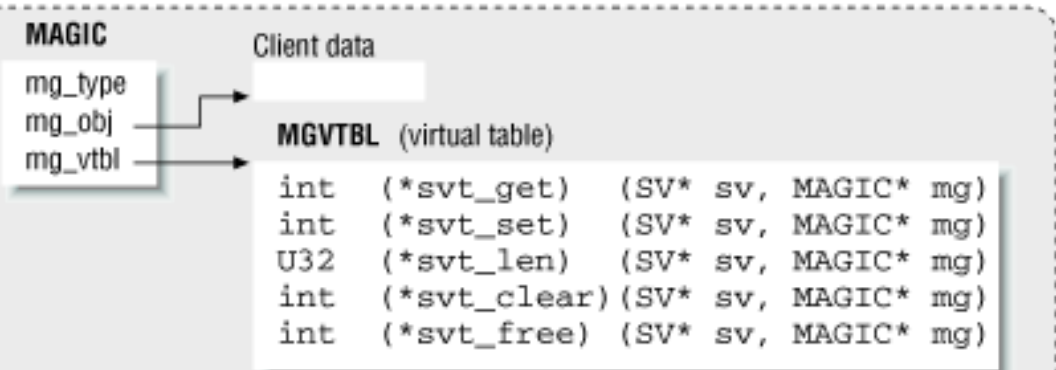 MAGIC
mg_type
mg_obj
mg_vtbl
Client data
MGVTBL (virtual table)
int (*svt_get) (SV* sv, MAGIC* mg)
int (*svt_set) (SV* sv, MAGIC* mg)
U32 (*svt_len) (SV* sv, MAGIC* mg)
int (*svt_clear)(SV* sv, MAGIC* mg)
int (*svt_free) (SV* sv, MAGIC* mg)